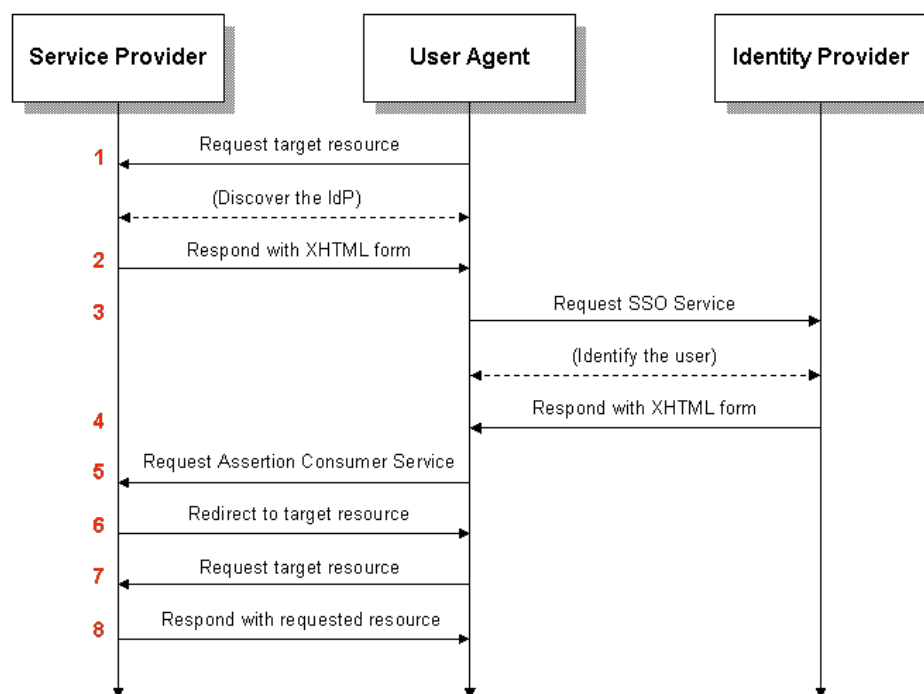 Service Provider
User Agent
Identity Provider
1
Request target resource
(Discover the IdP)
2
Respond with XHTML form
3
Request SSO Service
(Identify the user)
4
Respond with XHTML form
5
Request Assertion Consumer Service
6
Redirect to target resource
7
Request target resource
8
Respond with requested resource